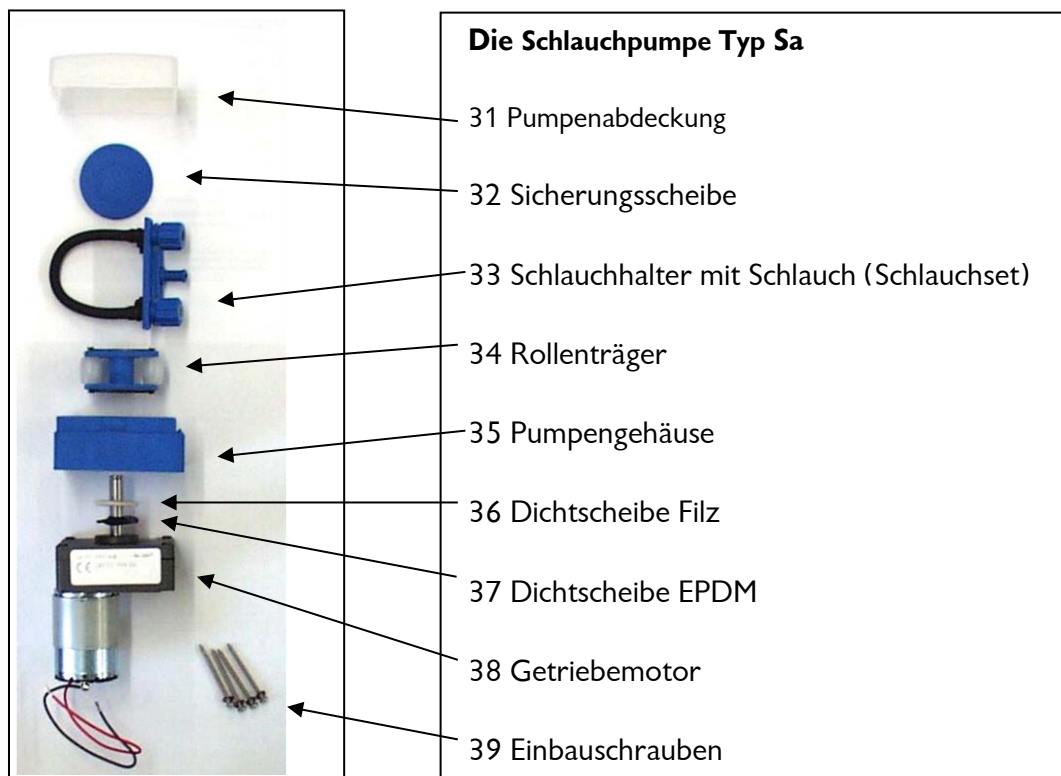 Die Schlauchpumpe Typ Sa
31 Pumpenabdeckung
32 Sicherungsscheibe
33 Schlauchhalter mit Schlauch (Schlauchset)
34 Rollenträger
35 Pumpengehäuse
36 Dichtscheibe Filz
37 Dichtscheibe EPDM
CE
38 Getriebemotor
39 Einbauschrauben